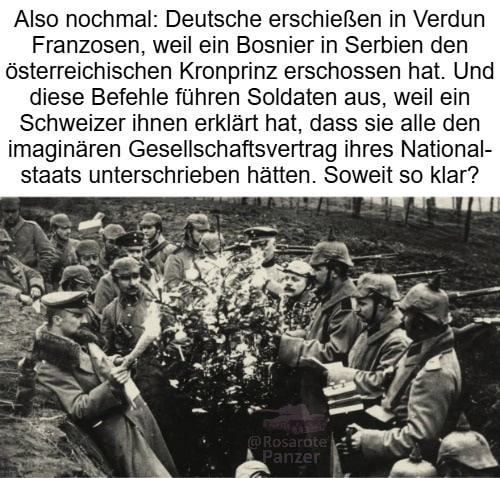 Also nochmal: Deutsche erschießen in Verdun
Franzosen, weil ein Bosnier in Serbien den
österreichischen Kronprinz erschossen hat. Und
diese Befehle führen Soldaten aus, weil ein
Schweizer ihnen erklärt hat, dass sie alle den
imaginären Gesellschaftsvertrag ihres National-
staats unterschrieben hätten. Soweit so klar?
@Rosarote
Panzer